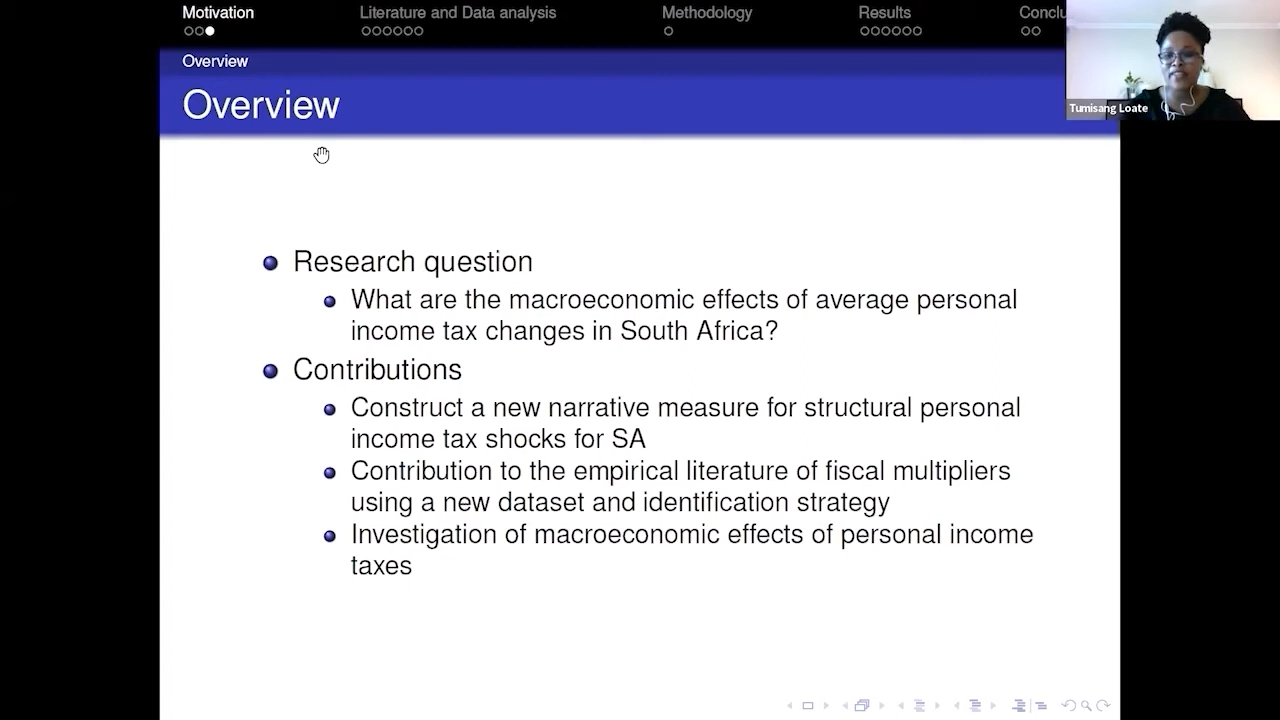 Motivation
Literature and Data analysis
Methodology
Results
Conclu
Overview
Overview
Tumisang Loate
Research question
What are the macroeconomic effects of average personal
income tax changes in South Africa?
Contributions
Construct a new narrative measure for structural personal
income tax shocks for SA
Contribution to the empirical literature of fiscal multipliers
using a new dataset and identification strategy
Investigation of macroeconomic effects of personal income
taxes